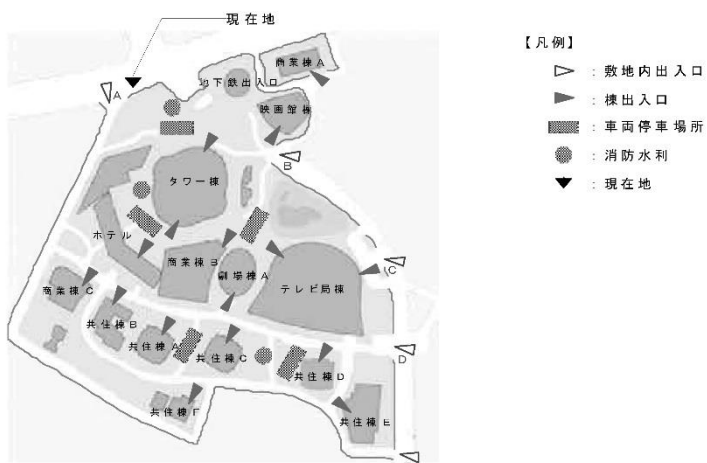 現在地
商業棟A
地下鉄出入口
映画館棟
A
B
タワー棟
ホテル
商業棟B
劇場棟A
テレビ局棟
C
商業棟C
共住棟B
共住棟A
共住棟C
共住棟D
D
共住棟F
共住棟E
【凡例】
：敷地内出入口
：棟出入口
：車両停車場所
：消防水利
：現在地